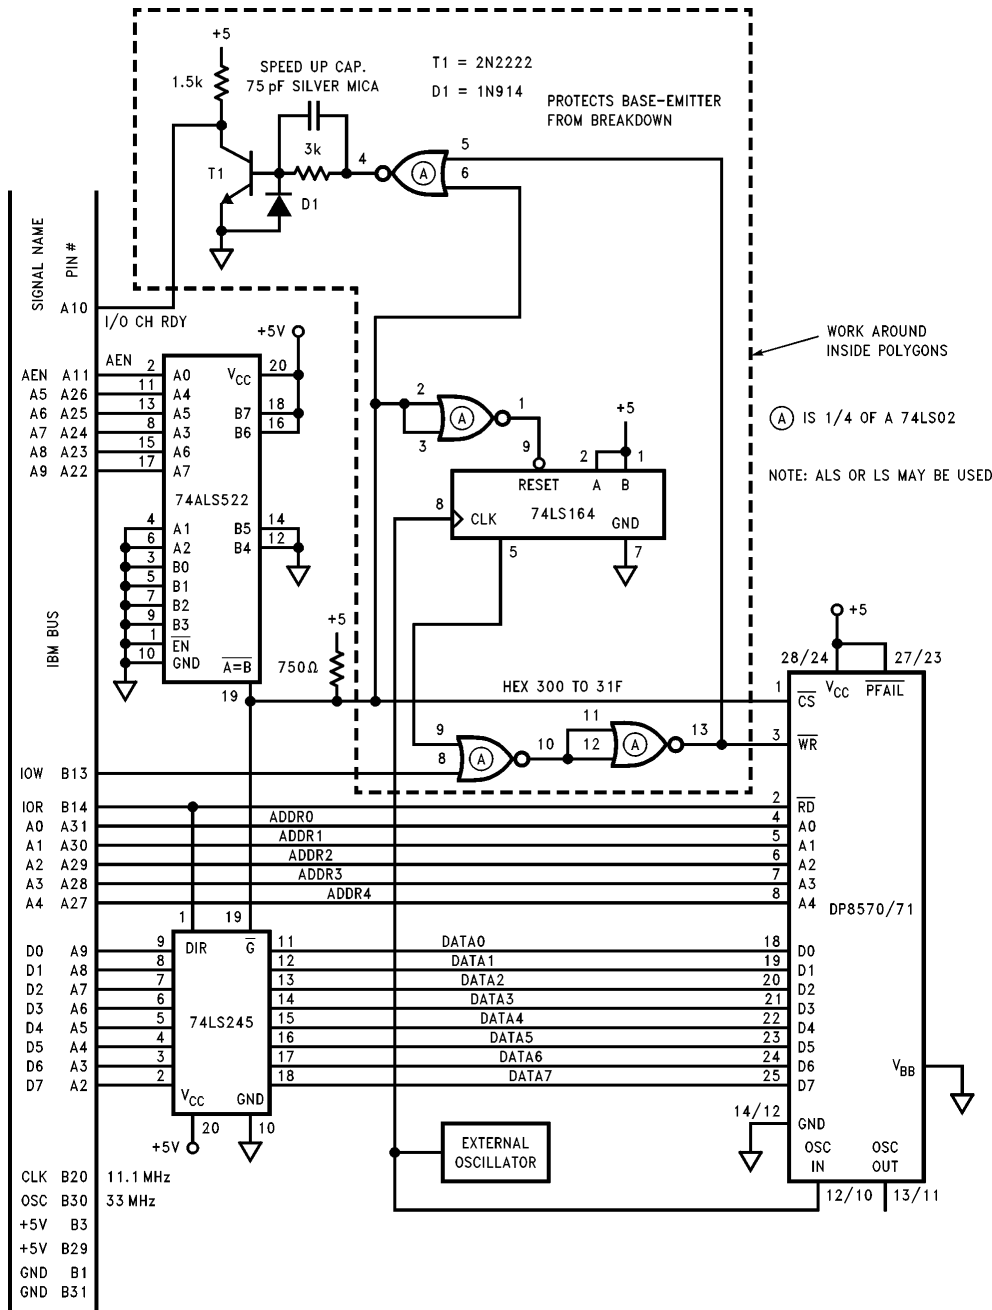 +5
1.5k
SPEED UP CAP.
75 pF SILVER MICA
T1 = 2N2222
D1 = 1N914
PROTECTS BASE-EMITTER
FROM BREAKDOWN
T1
3k
D1
4
A
5
6
SIGNAL NAME
PIN #
A10
I/O CH RDY
+5V
WORK AROUND
INSIDE POLYGONS
A IS 1/4 OF A 74LS02
NOTE: ALS OR LS MAY BE USED
AEN A11 AEN 2 A0 VCC 20
A5 A26 11 A4
A6 A25 13 A5 B7 18
A7 A24 8 A3 B6 16
A8 A23 15 A6
A9 A22 17 A7
74ALS522
4 A1 B5 14
6 A2 B4 12
3 B0
5 B1
7 B2
9 B3
1 EN
10 GND
A=B
19
IBM BUS
2
3
A
1
9
+5
2 1
RESET A B
8 CLK 74LS164 GND
5
7
+5
750Ω
HEX 300 TO 31F
9
8
A
10
11
12
A
13
+5
28/24 27/23
VCC PFAIL
1 CS
3 WR
IOW B13
IOR B14 2 RD
A0 A31 ADDR0 4 A0
A1 A30 ADDR1 5 A1
A2 A29 ADDR2 6 A2
A3 A28 ADDR3 7 A3
A4 A27 ADDR4 8 A4
DP8570/71
1 19
DIR G
D0 A9 9 11 DATA0 18 D0
D1 A8 8 12 DATA1 19 D1
D2 A7 7 13 DATA2 20 D2
D3 A6 6 14 DATA3 21 D3
74LS245
D4 A5 5 15 DATA4 22 D4
D5 A4 4 16 DATA5 23 D5
D6 A3 3 17 DATA6 24 D6
D7 A2 2 18 DATA7 25 D7
VBB
VCC GND
20 10
+5V
14/12 GND
EXTERNAL
OSCILLATOR
OSC OSC
IN OUT
12/10 13/11
CLK B20 11.1 MHz
OSC B30 33 MHz
+5V B3
+5V B29
GND B1
GND B31